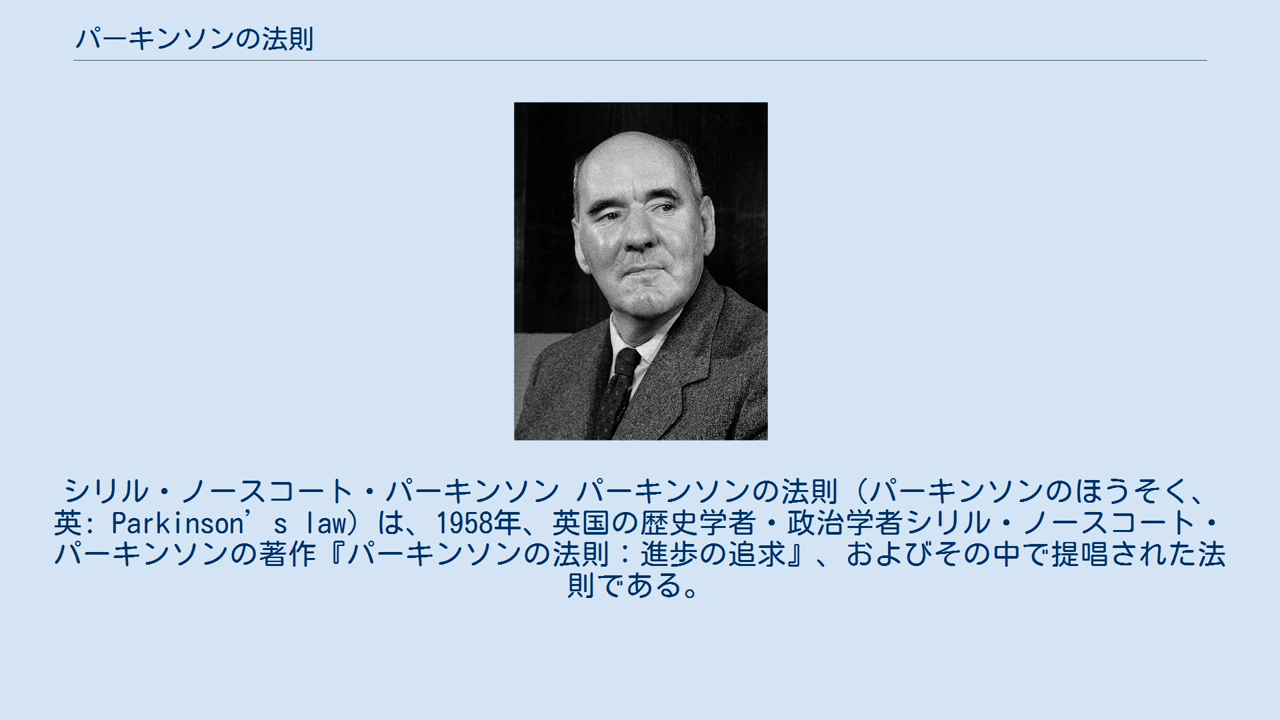 パーキンソンの法則
シリル・ノースコート・パーキンソン パーキンソンの法則（パーキンソンのほうそく、
英: Parkinson’s law）は、1958年、英国の歴史学者・政治学者シリル・ノースコート・
パーキンソンの著作『パーキンソンの法則：進歩の追求』、およびその中で提唱された法
則である。